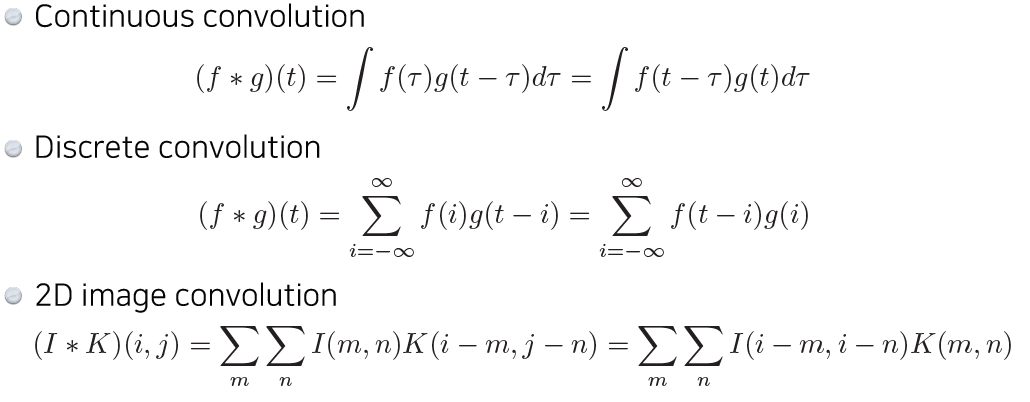 Continuous convolution
(f ∗ g)(t) = ∫ f(τ)g(t − τ)dτ = ∫ f(t − τ)g(t)dτ
Discrete convolution
(f ∗ g)(t) = ∑_{i=−∞}^{∞} f(i)g(t − i) = ∑_{i=−∞}^{∞} f(t − i)g(i)
2D image convolution
(I ∗ K)(i, j) = ∑_m ∑_n I(m, n)K(i − m, j − n) = ∑_m ∑_n I(i − m, i − n)K(m, n)